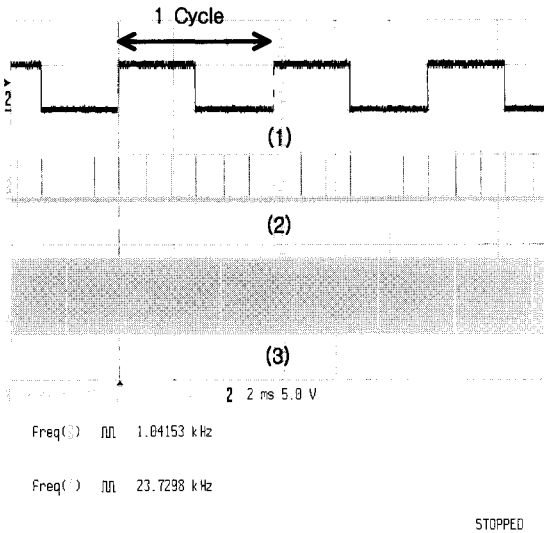 1 Cycle
2
(1)
(2)
(3)
2 2 ms 5.0 V
Freq( ) 1.04153 kHz
Freq( ) 23.7298 kHz
STOPPED